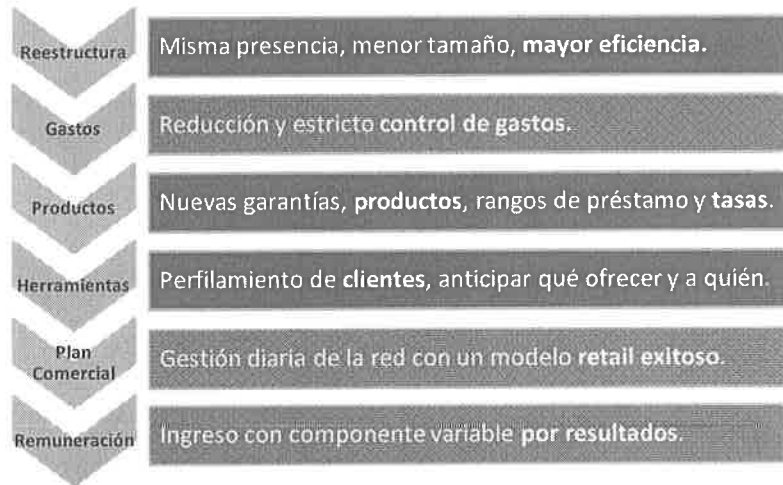 Reestructura
Misma presencia, menor tamaño, mayor eficiencia.
Gastos
Reducción y estricto control de gastos.
Productos
Nuevas garantías, productos, rangos de préstamo y tasas.
Herramientas
Perfilamiento de clientes, anticipar qué ofrecer y a quién.
Plan
Comercial
Gestión diaria de la red con un modelo retail exitoso.
Remuneración
Ingreso con componente variable por resultados.